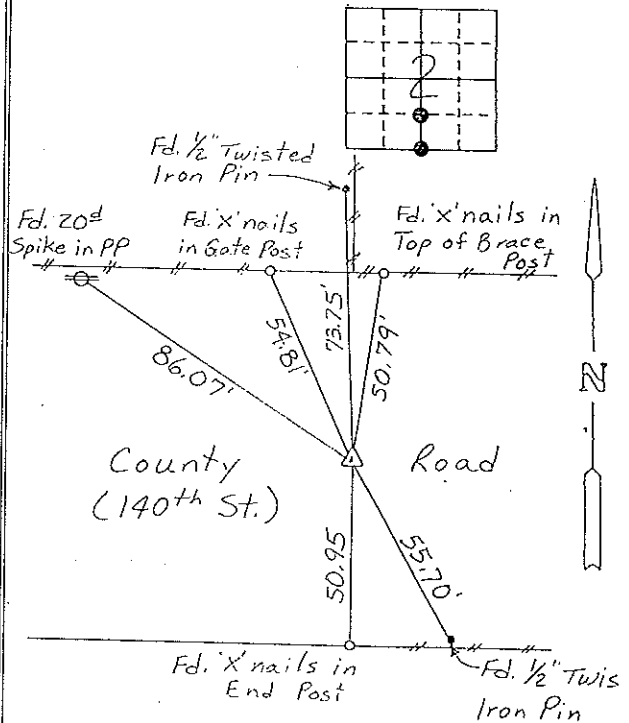 2
Fd. 1/2" Twisted
Iron Pin
Fd. 20d
Spike in PP
Fd. 'X' nails
in Gate Post
Fd. 'X' nails in
Top of Brace
Post
86.07'
54.81'
73.75'
50.79'
N
County
(140th St.)
Road
50.95
55.70'
Fd. 'X' nails in
End Post
Fd. 1/2" Twis
Iron Pin